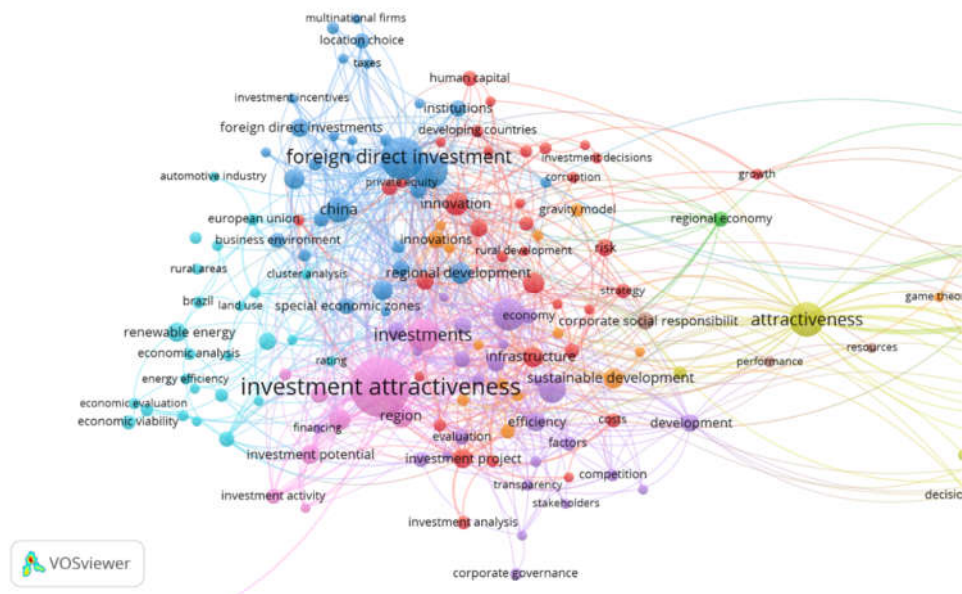 multinational firms
location choice
taxes
human capital
investment incentives
institutions
foreign direct investments
developing countries
foreign direct investment
investment decisions
automotive industry
private equity
corruption
growth
china
innovation
gravity model
european union
regional economy
business environment
innovations
rural development
risk
rural areas
cluster analysis
regional development
strategy
game theor
brazil
land use
special economic zones
economy
corporate social responsibilit
attractiveness
renewable energy
investments
economic analysis
rating
infrastructure
performance
resources
energy efficiency
investment attractiveness
sustainable development
economic evaluation
region
economic viability
financing
efficiency
costs
development
evaluation
factors
investment potential
investment project
competition
transparency
investment activity
stakeholders
decisio
investment analysis
corporate governance
VOSviewer